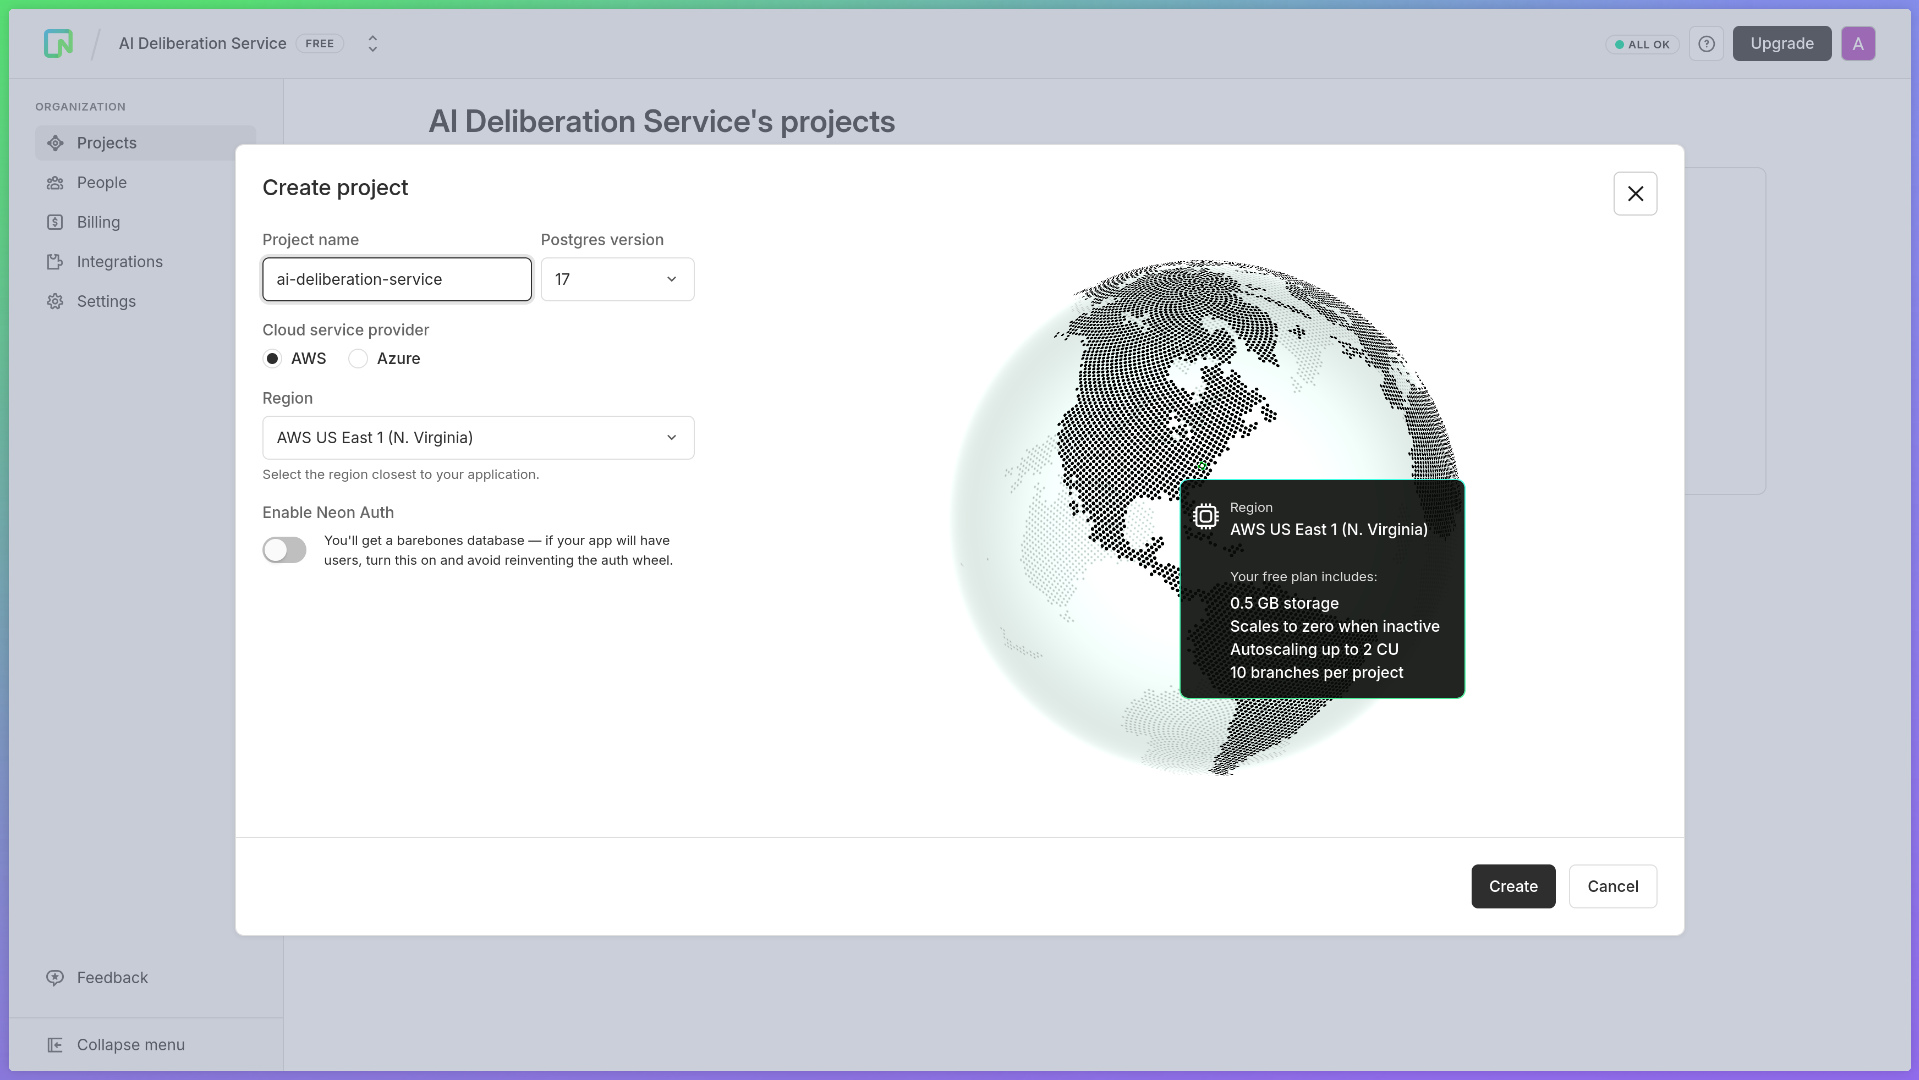 AI Deliberation Service FREE
ALL OK
Upgrade
A
ORGANIZATION
Projects
People
Billing
Integrations
Settings
Feedback
Collapse menu
AI Deliberation Service's projects
Create project
Project name
Postgres version
ai-deliberation-service
17
Cloud service provider
AWS
Azure
Region
AWS US East 1 (N. Virginia)
Select the region closest to your application.
Enable Neon Auth
You'll get a barebones database — if your app will have
users, turn this on and avoid reinventing the auth wheel.
Region
AWS US East 1 (N. Virginia)
Your free plan includes:
0.5 GB storage
Scales to zero when inactive
Autoscaling up to 2 CU
10 branches per project
Create
Cancel